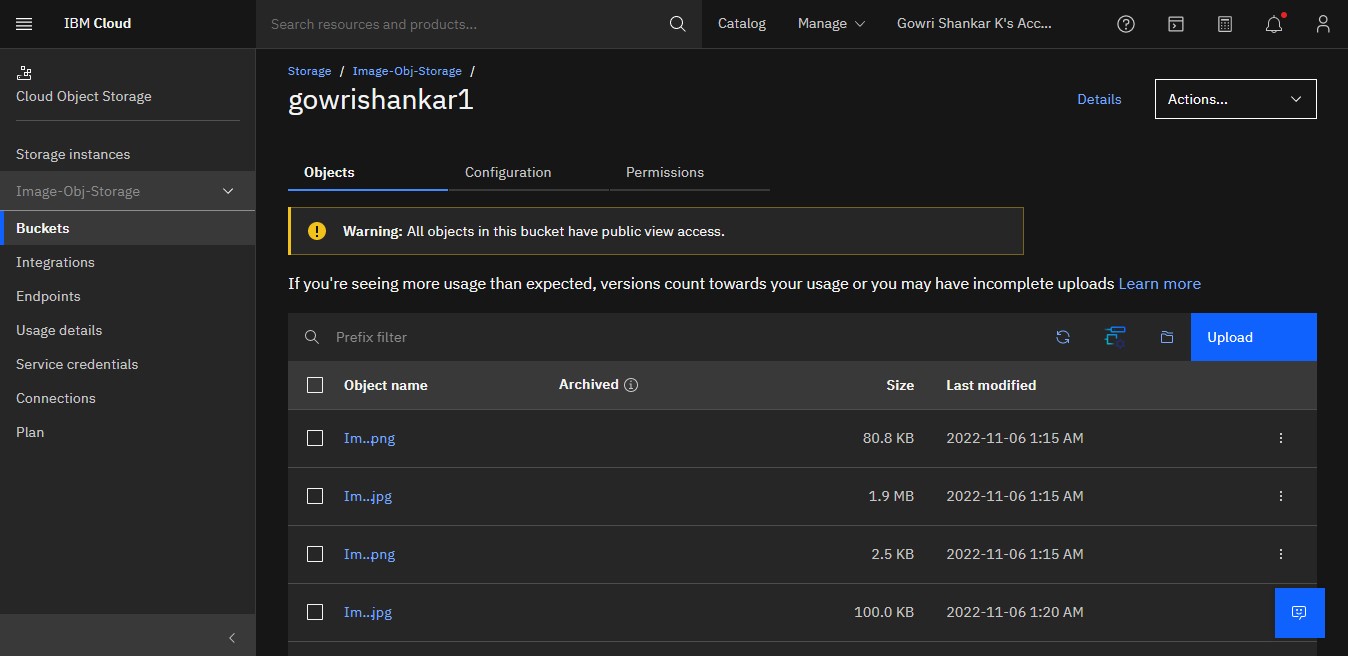 IBM Cloud
Search resources and products...
Catalog
Manage
Gowri Shankar K's Acc...
Cloud Object Storage
Storage instances
Image-Obj-Storage
Buckets
Integrations
Endpoints
Usage details
Service credentials
Connections
Plan
Storage / Image-Obj-Storage /
gowrishankar1
Details
Actions...
Objects Configuration Permissions
Warning: All objects in this bucket have public view access.
If you're seeing more usage than expected, versions count towards your usage or you may have incomplete uploads Learn more
Prefix filter
Upload
Object name Archived Size Last modified
Im..png 80.8 KB 2022-11-06 1:15 AM
Im..jpg 1.9 MB 2022-11-06 1:15 AM
Im..png 2.5 KB 2022-11-06 1:15 AM
Im..jpg 100.0 KB 2022-11-06 1:20 AM